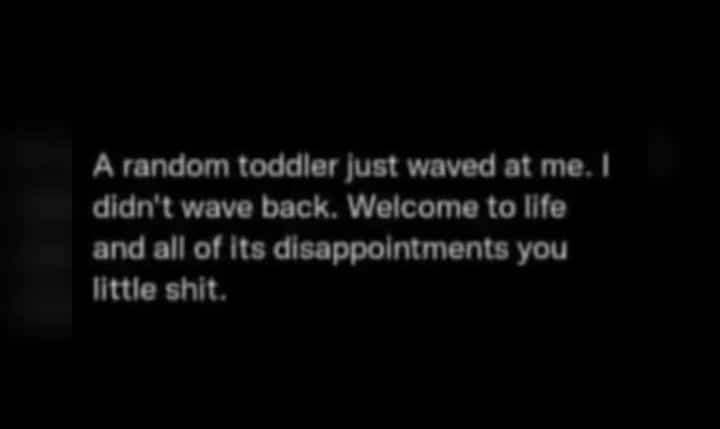 A random toddler just waved at me. I
didn't wave back. Welcome to life
and all of its disappointments you
little shit.